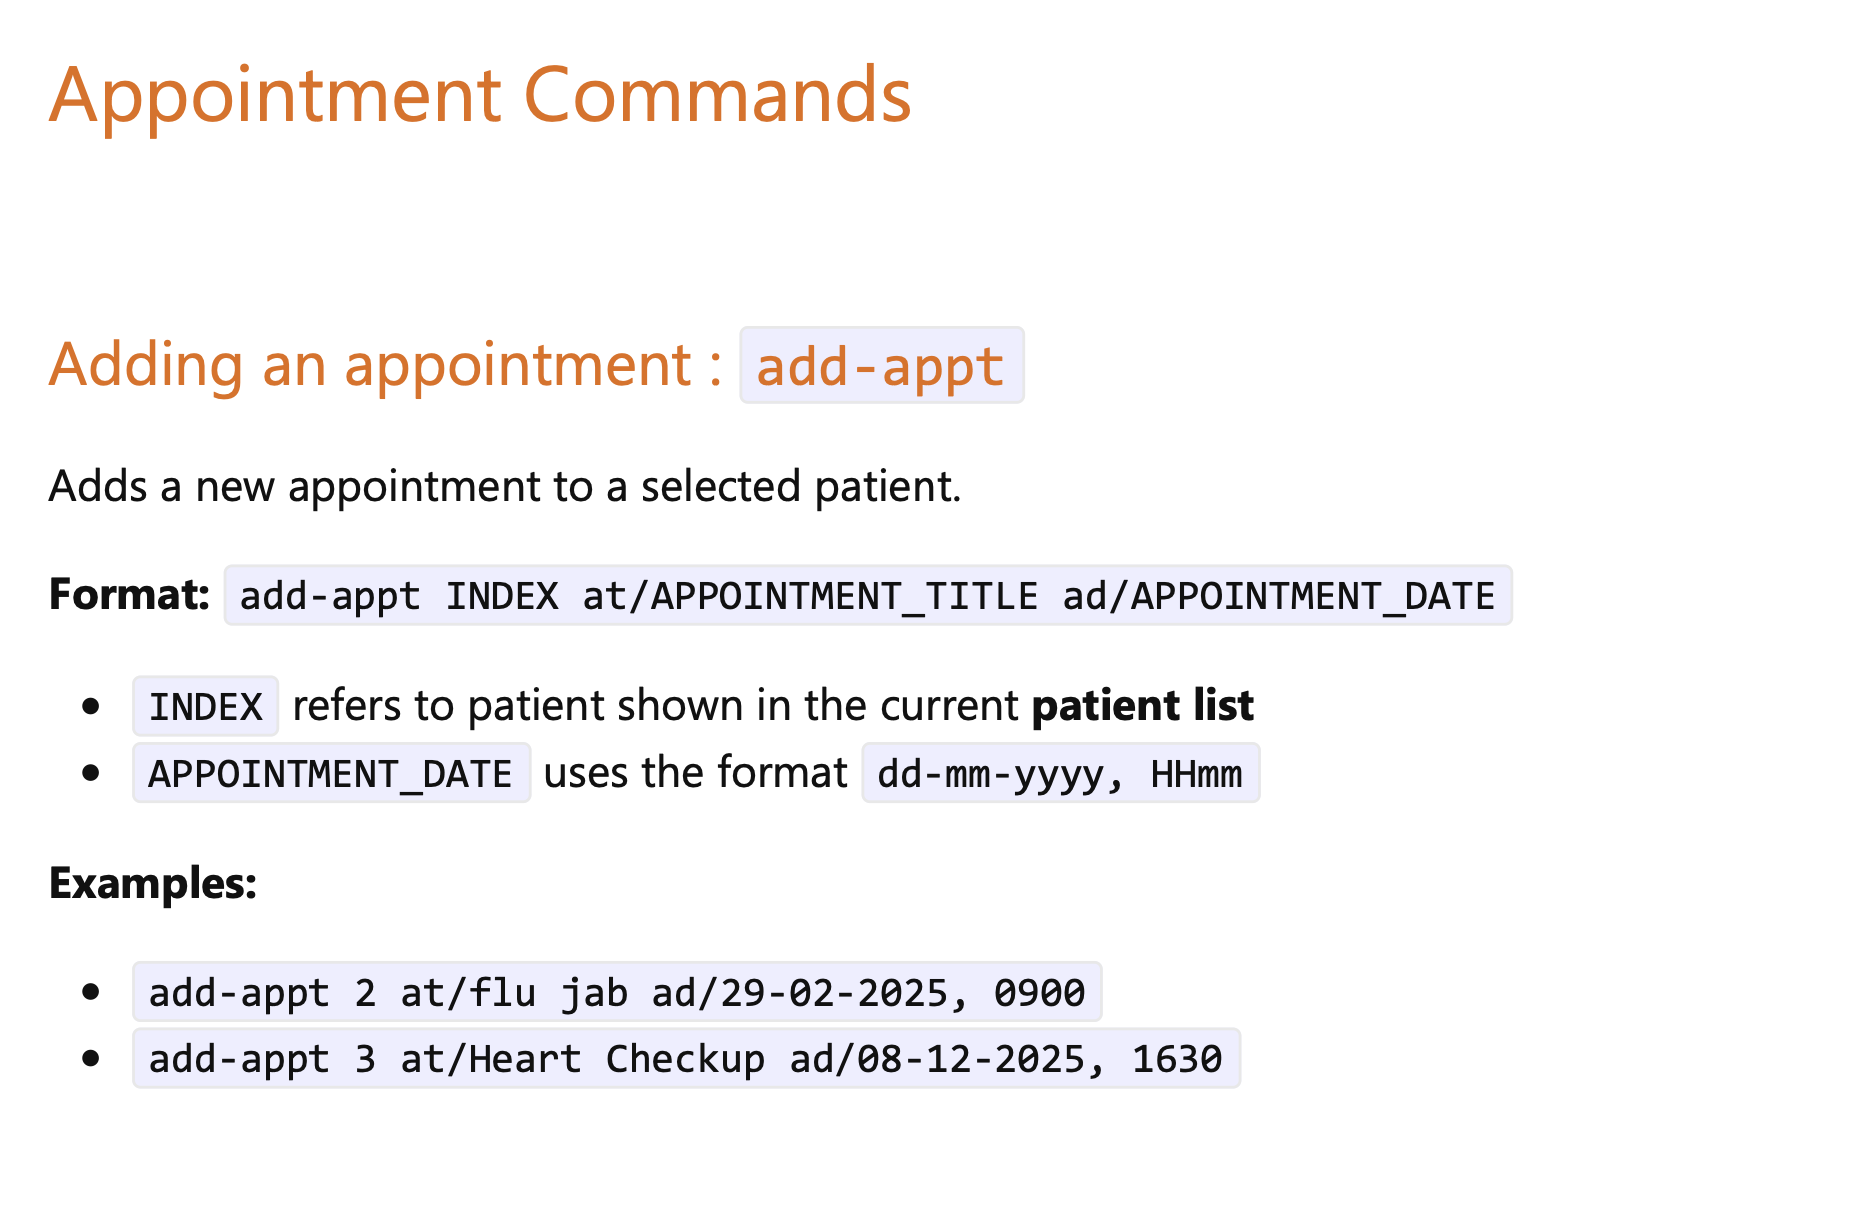 Appointment Commands
Adding an appointment : add-appt
Adds a new appointment to a selected patient.
Format: add-appt INDEX at/APPOINTMENT_TITLE ad/APPOINTMENT_DATE
INDEX refers to patient shown in the current patient list
APPOINTMENT_DATE uses the format dd-mm-yyyy, HHmm
Examples:
add-appt 2 at/flu jab ad/29-02-2025, 0900
add-appt 3 at/Heart Checkup ad/08-12-2025, 1630